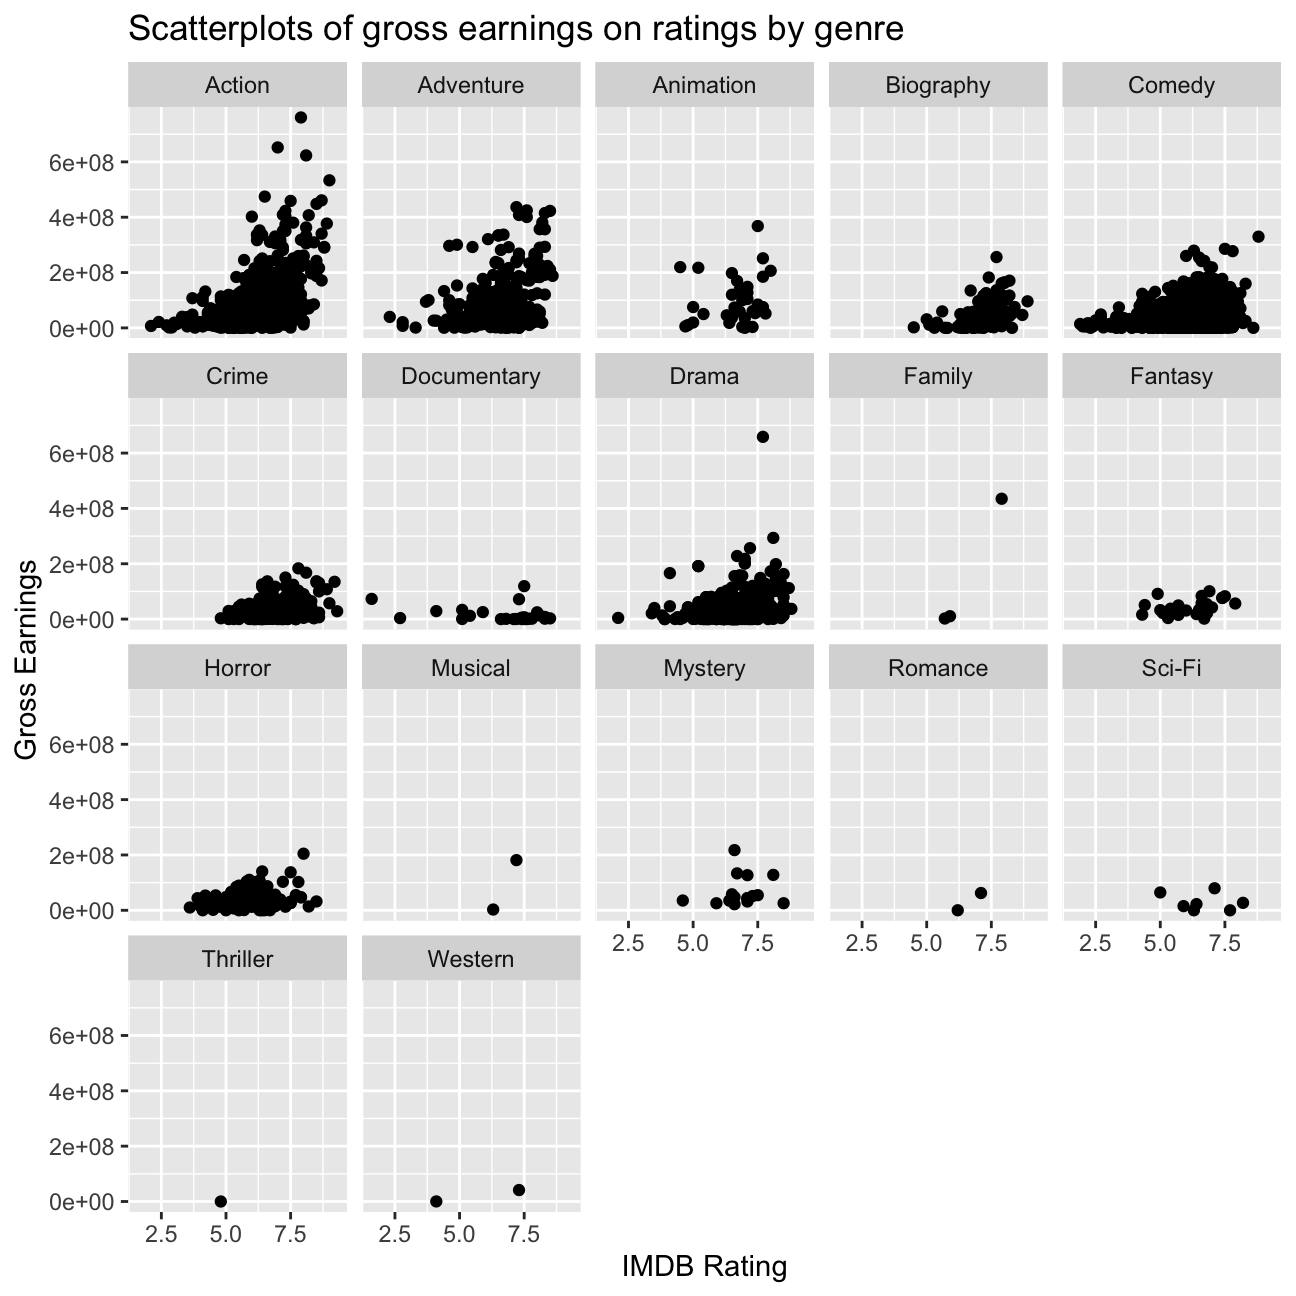 Scatterplots of gross earnings on ratings by genre
Action Adventure Animation Biography Comedy
6e+08
4e+08
2e+08
0e+00
Crime Documentary Drama Family Fantasy
6e+08
4e+08
2e+08
0e+00
Horror Musical Mystery Romance Sci-Fi
6e+08
4e+08
2e+08
0e+00
2.5 5.0 7.5 2.5 5.0 7.5 2.5 5.0 7.5
Thriller Western
6e+08
4e+08
2e+08
0e+00
2.5 5.0 7.5 2.5 5.0 7.5
IMDB Rating
Gross Earnings